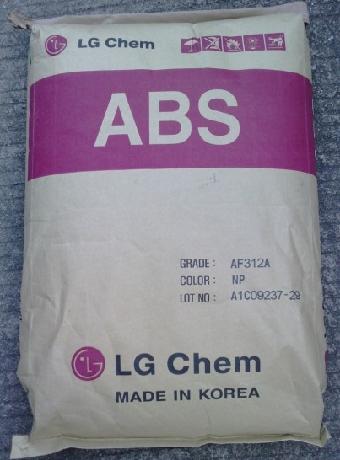 LG Chem
ABS
GRADE: AF312A
COLOR: NP
LOT NO: A1C09237-29
LG Chem
MADE IN KOREA